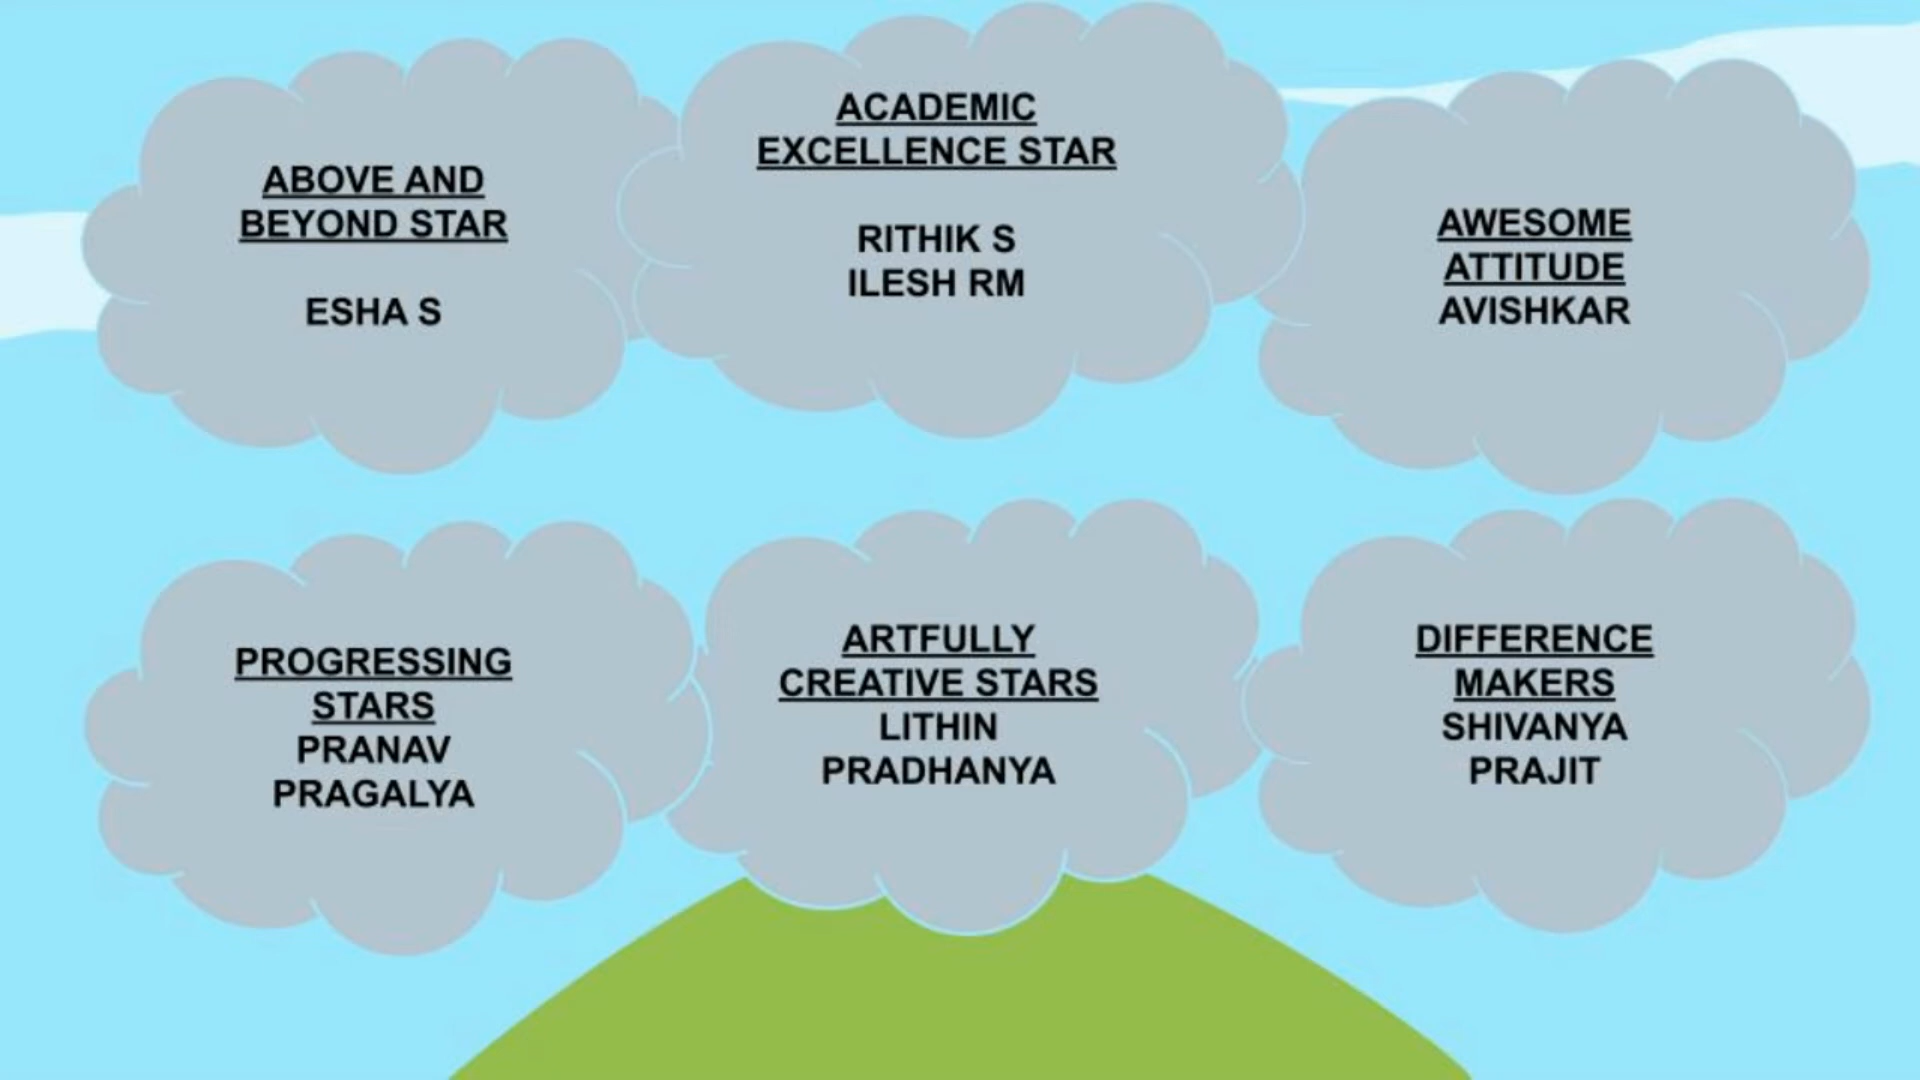 ABOVE AND
BEYOND STAR
ESHA S
ACADEMIC
EXCELLENCE STAR
RITHIK S
ILESH RM
AWESOME
ATTITUDE
AVISHKAR
PROGRESSING
STARS
PRANAV
PRAGALYA
ARTFULLY
CREATIVE STARS
LITHIN
PRADHANYA
DIFFERENCE
MAKERS
SHIVANYA
PRAJIT